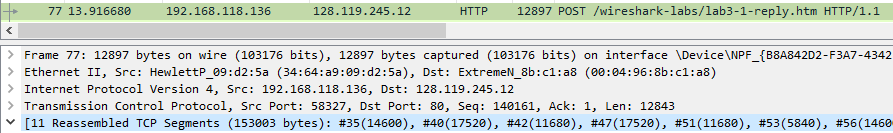 77 13.916680 192.168.118.136 128.119.245.12 HTTP 12897 POST /wireshark-labs/lab3-1-reply.htm HTTP/1.1
Frame 77: 12897 bytes on wire (103176 bits), 12897 bytes captured (103176 bits) on interface \Device\NPF_{B8A842D2-F3A7-4342
Ethernet II, Src: HewlettP_09:d2:5a (34:64:a9:09:d2:5a), Dst: ExtremeN_8b:c1:a8 (00:04:96:8b:c1:a8)
Internet Protocol Version 4, Src: 192.168.118.136, Dst: 128.119.245.12
Transmission Control Protocol, Src Port: 58327, Dst Port: 80, Seq: 140161, Ack: 1, Len: 12843
[11 Reassembled TCP Segments (153003 bytes): #35(14600), #40(17520), #42(11680), #47(17520), #51(11680), #53(5840), #56(1460